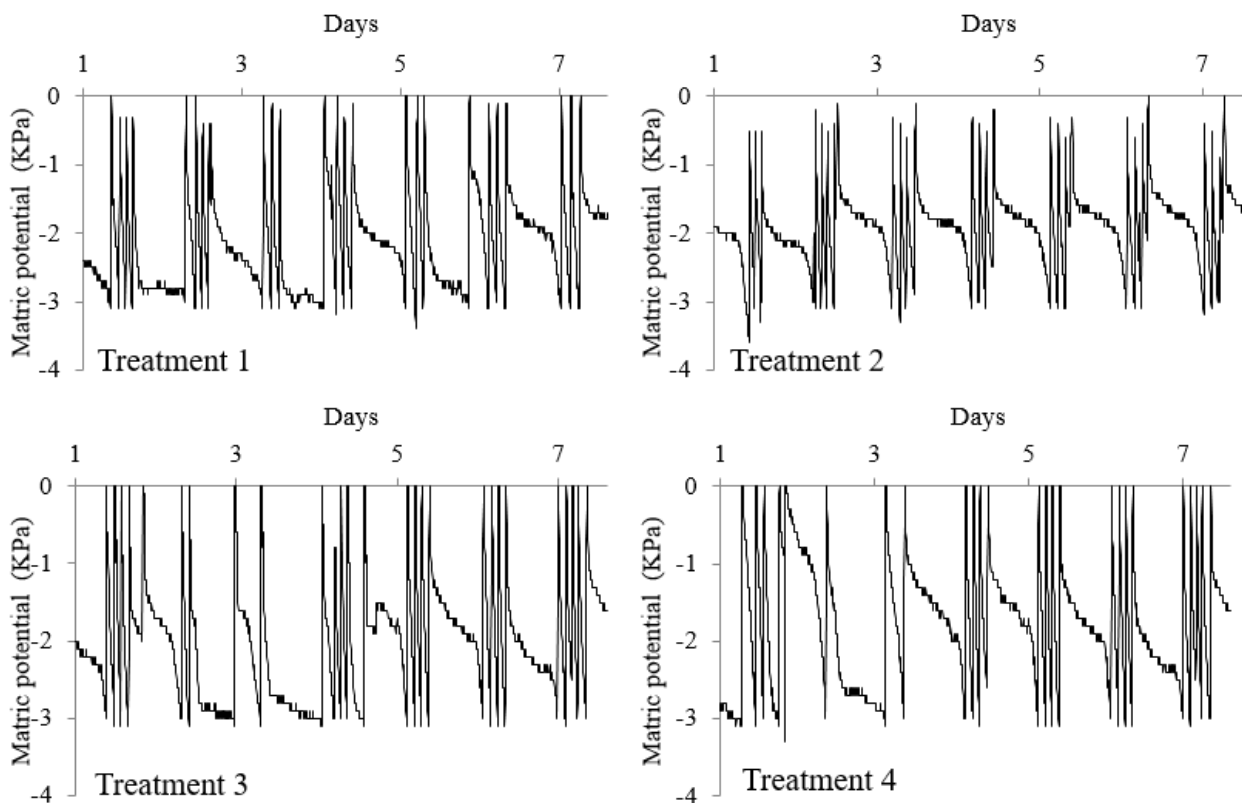 Days
1 3 5 7
0
-1
-2
-3
-4
Matric potential (KPa)
Treatment 1
Days
1 3 5 7
0
-1
-2
-3
-4
Matric potential (KPa)
Treatment 2
Days
1 3 5 7
0
-1
-2
-3
-4
Matric potential (KPa)
Treatment 3
Days
1 3 5 7
0
-1
-2
-3
-4
Matric potential (KPa)
Treatment 4